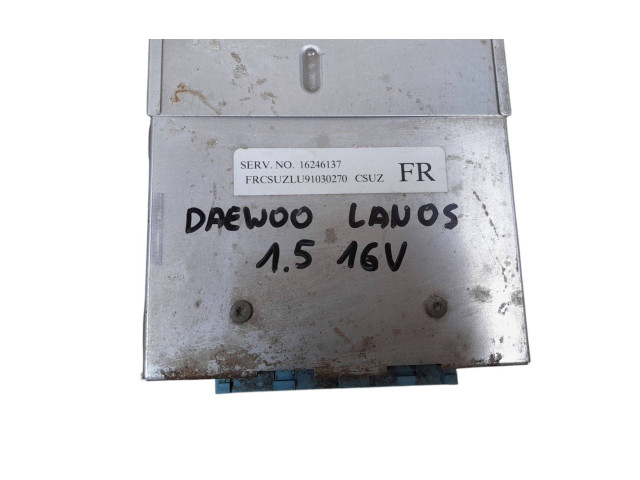 SERV. NO. 16246137
FRCSUZLU91030270 CSUZ FR
DAEWOO LANOS
1.5 16V